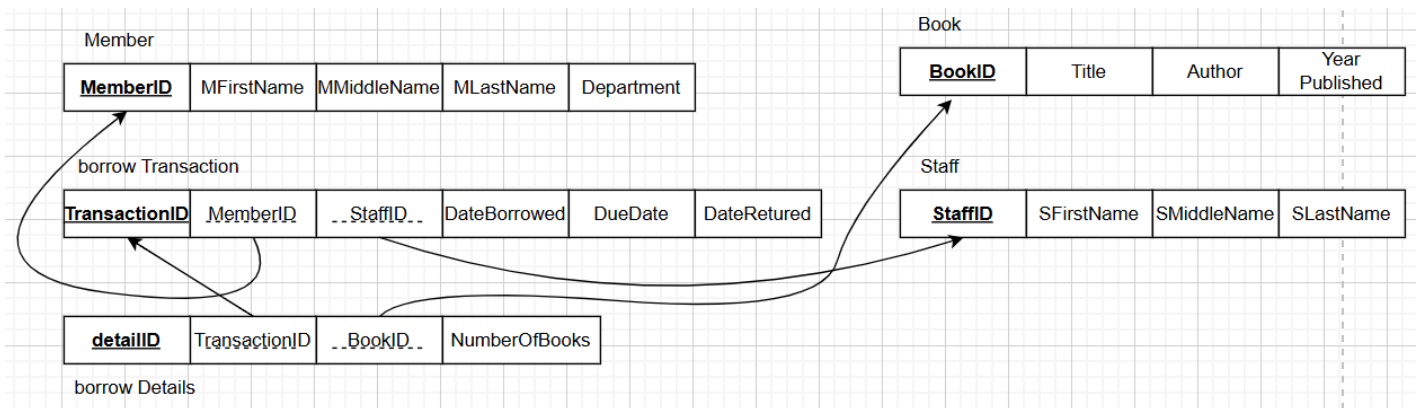 Member
MemberID MFirstName MMiddleName MLastName Department
Book
BookID Title Author Year
Published
borrow Transaction
TransactionID MemberID StaffID DateBorrowed DueDate DateRetured
Staff
StaffID SFirstName SMiddleName SLastName
detailID TransactionID BookID NumberOfBooks
borrow Details